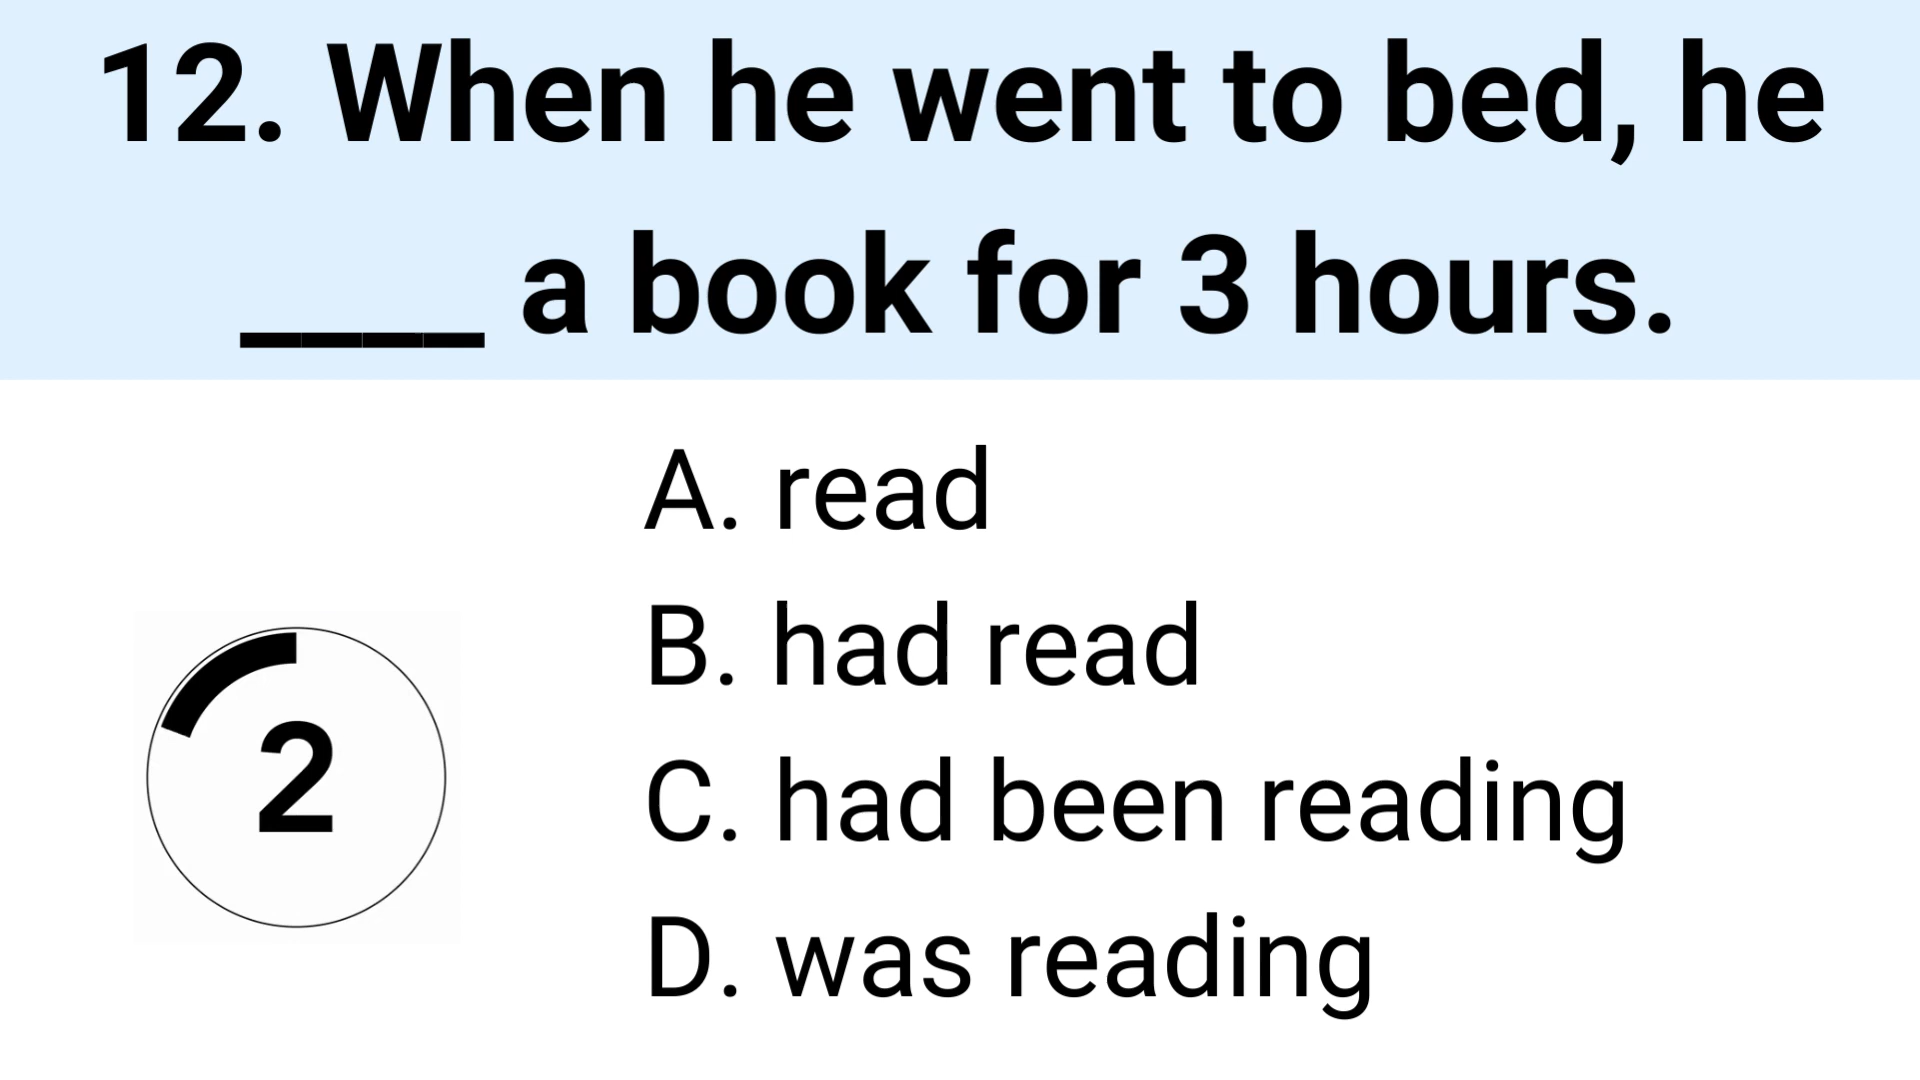 12. When he went to bed, he
____ a book for 3 hours.
A. read
B. had read
2
C. had been reading
D. was reading